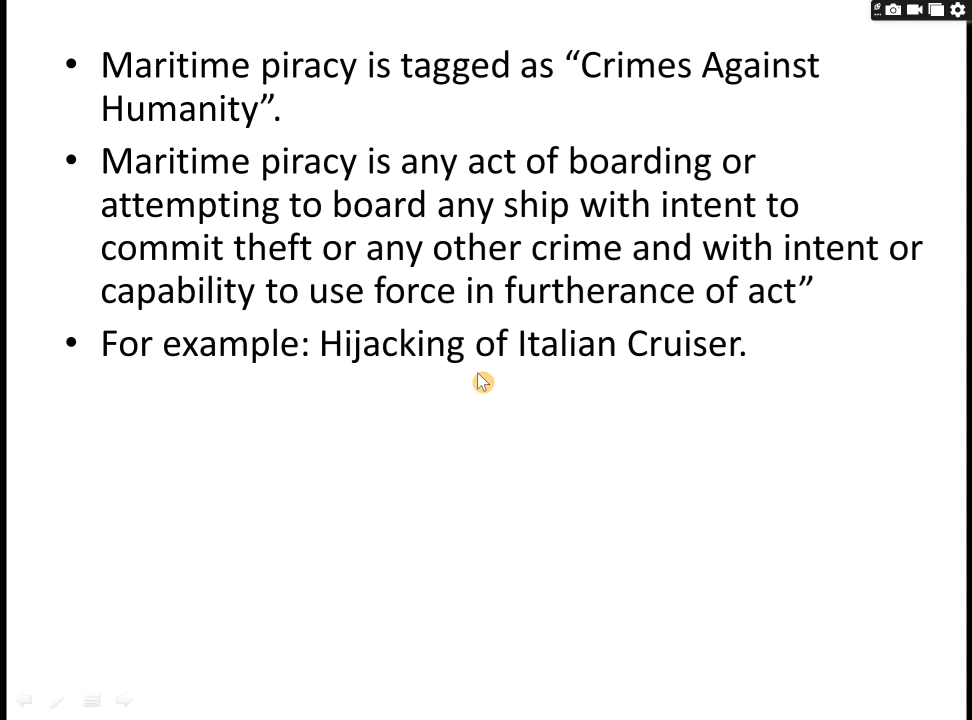 • Maritime piracy is tagged as “Crimes Against
Humanity”.
• Maritime piracy is any act of boarding or
attempting to board any ship with intent to
commit theft or any other crime and with intent or
capability to use force in furtherance of act”
• For example: Hijacking of Italian Cruiser.